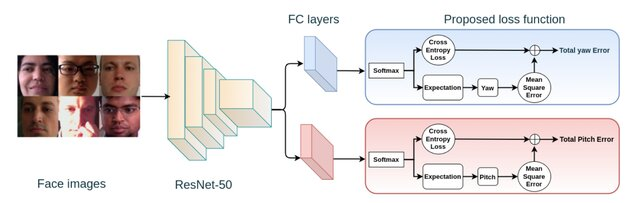 FC layers
Proposed loss function
Cross
Entropy
Loss
Total yaw Error
Softmax
Expectation
Yaw
Mean
Square
Error
Cross
Entropy
Loss
Total Pitch Error
Softmax
Expectation
Pitch
Mean
Square
Error
Face images
ResNet-50